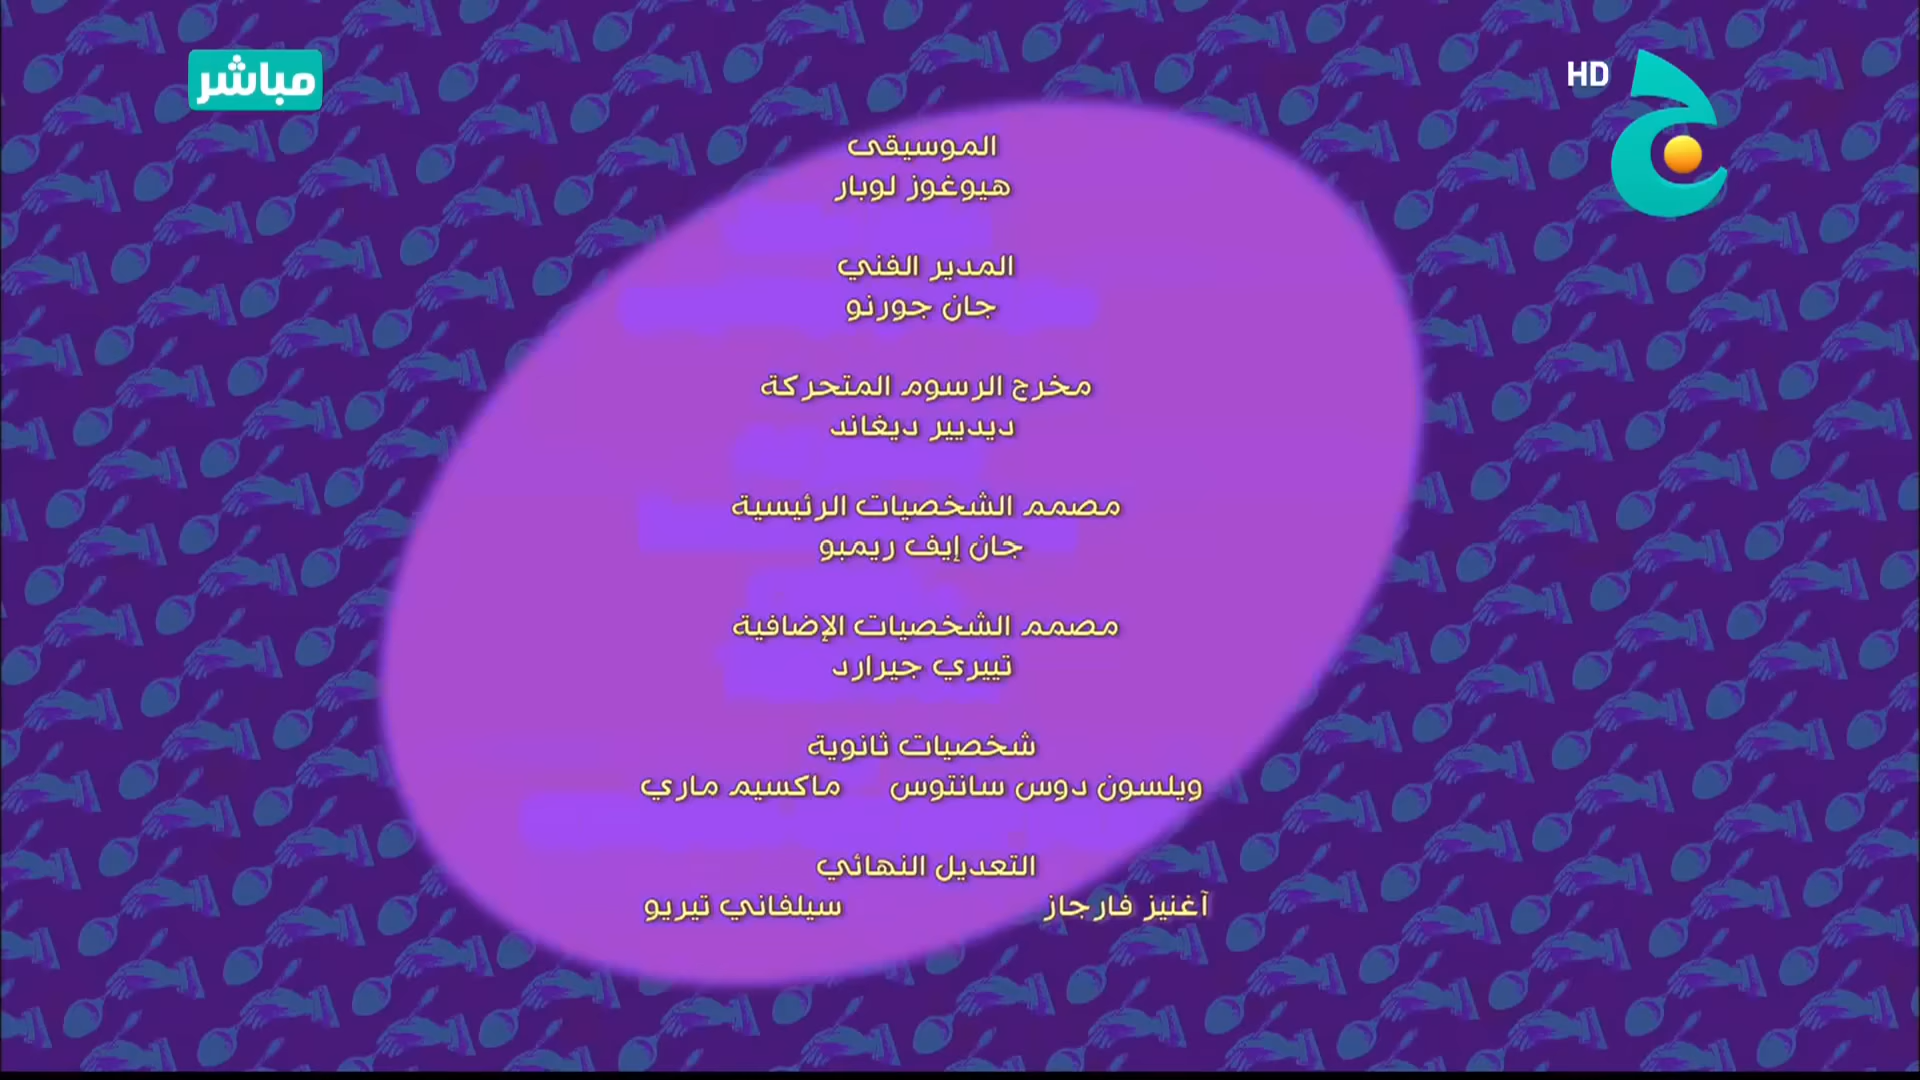 مباشر
HD
الموسيقى
هيوغوز لوبار
المدير الفني
جان جورنو
مخرج الرسوم المتحركة
ديديير ديغاند
مصمم الشخصيات الرئيسية
جان إيف ريمبو
مصمم الشخصيات الإضافية
تييري جيرارد
شخصيات ثانوية
ويلسون دوس سانتوس ماكسيم ماري
التعديل النهائي
آغنيز فارجاز سيلفاني تيريو